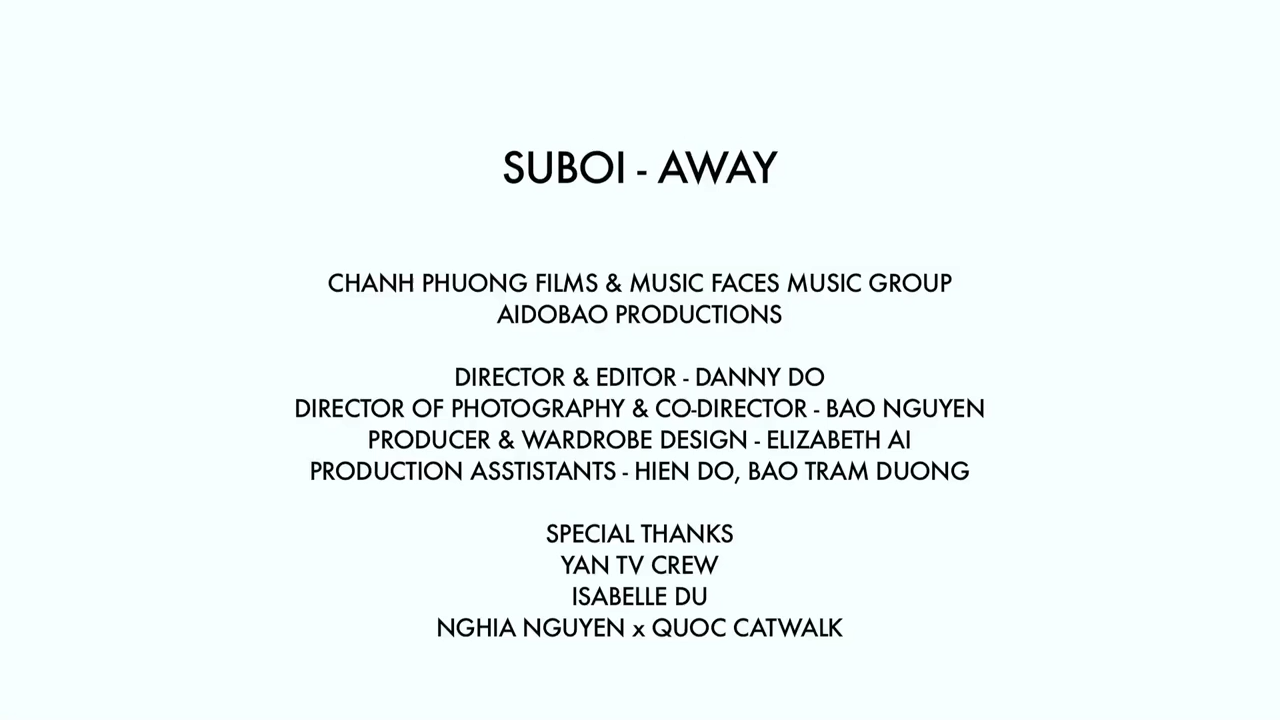 SUBOI - AWAY
CHANH PHUONG FILMS & MUSIC FACES MUSIC GROUP
AIDOBAO PRODUCTIONS
DIRECTOR & EDITOR - DANNY DO
DIRECTOR OF PHOTOGRAPHY & CO-DIRECTOR - BAO NGUYEN
PRODUCER & WARDROBE DESIGN - ELIZABETH AI
PRODUCTION ASSTISTANTS - HIEN DO, BAO TRAM DUONG
SPECIAL THANKS
YAN TV CREW
ISABELLE DU
NGHIA NGUYEN x QUOC CATWALK